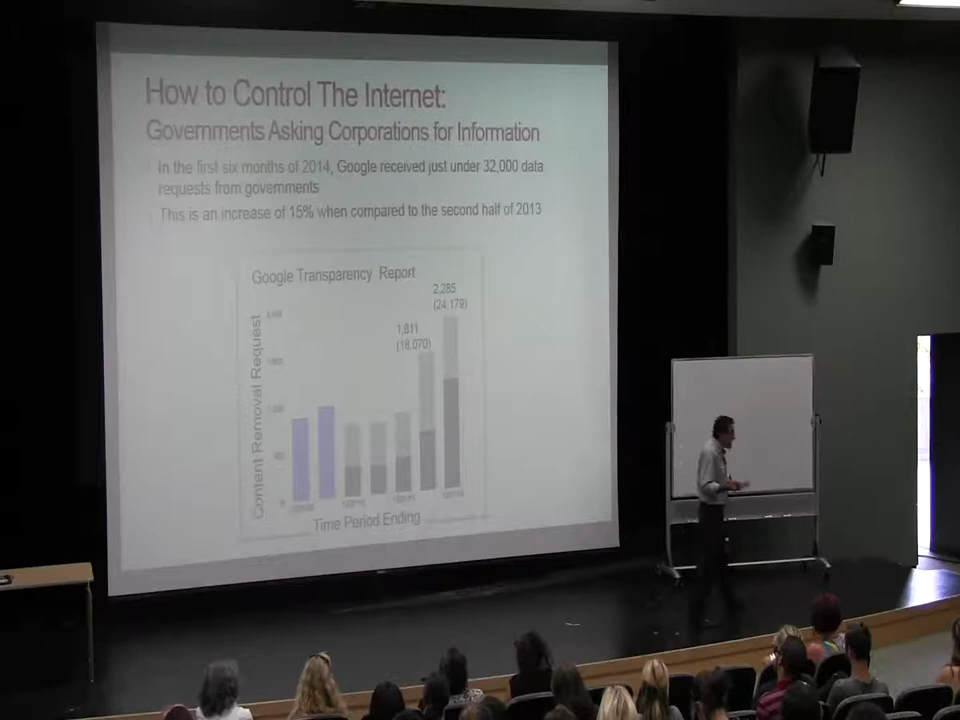 How to Control The Internet:
Governments Asking Corporations for Information
In the first six months of 2014, Google received just under 32,000 data
requests from governments
This is an increase of 15% when compared to the second half of 2013
Google Transparency Report
2,285
(24,179)
1,811
(18,070)
Content Removal Request
Time Period Ending